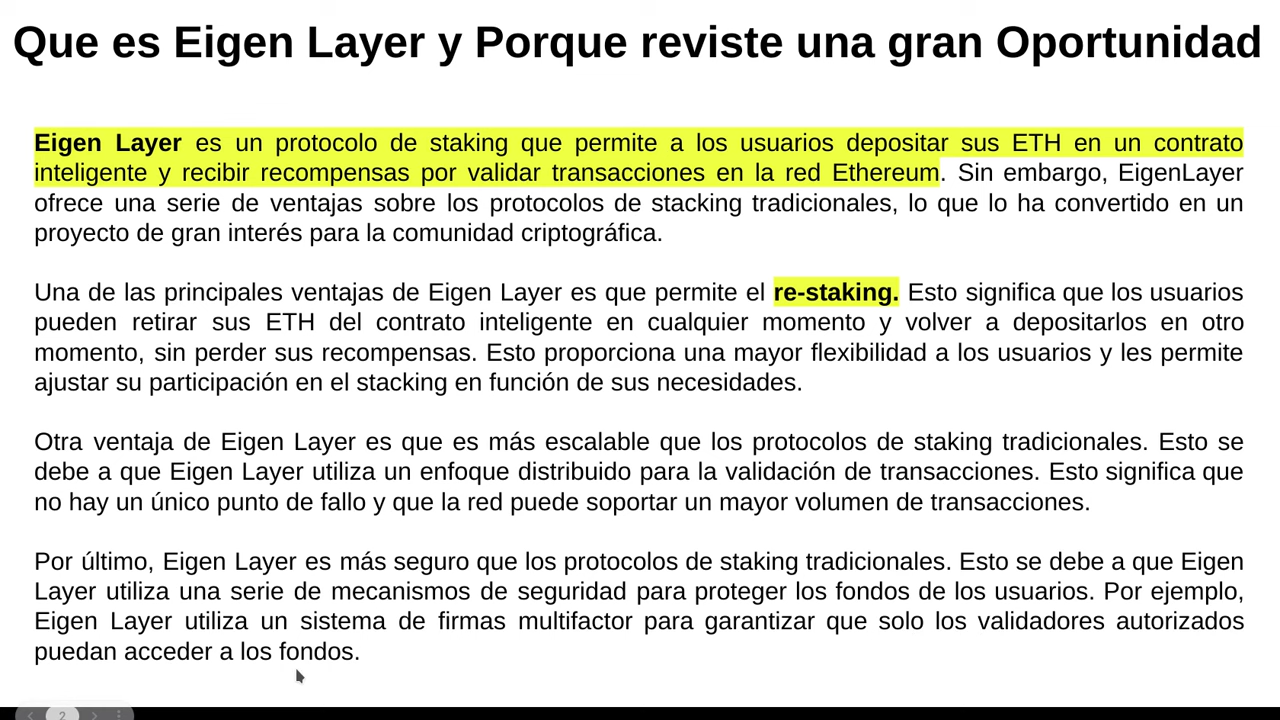 Que es Eigen Layer y Porque reviste una gran Oportunidad
Eigen Layer es un protocolo de staking que permite a los usuarios depositar sus ETH en un contrato
inteligente y recibir recompensas por validar transacciones en la red Ethereum. Sin embargo, EigenLayer
ofrece una serie de ventajas sobre los protocolos de stacking tradicionales, lo que lo ha convertido en un
proyecto de gran interés para la comunidad criptográfica.
Una de las principales ventajas de Eigen Layer es que permite el re-staking. Esto significa que los usuarios
pueden retirar sus ETH del contrato inteligente en cualquier momento y volver a depositarlos en otro
momento, sin perder sus recompensas. Esto proporciona una mayor flexibilidad a los usuarios y les permite
ajustar su participación en el stacking en función de sus necesidades.
Otra ventaja de Eigen Layer es que es más escalable que los protocolos de staking tradicionales. Esto se
debe a que Eigen Layer utiliza un enfoque distribuido para la validación de transacciones. Esto significa que
no hay un único punto de fallo y que la red puede soportar un mayor volumen de transacciones.
Por último, Eigen Layer es más seguro que los protocolos de staking tradicionales. Esto se debe a que Eigen
Layer utiliza una serie de mecanismos de seguridad para proteger los fondos de los usuarios. Por ejemplo,
Eigen Layer utiliza un sistema de firmas multifactor para garantizar que solo los validadores autorizados
puedan acceder a los fondos.
2